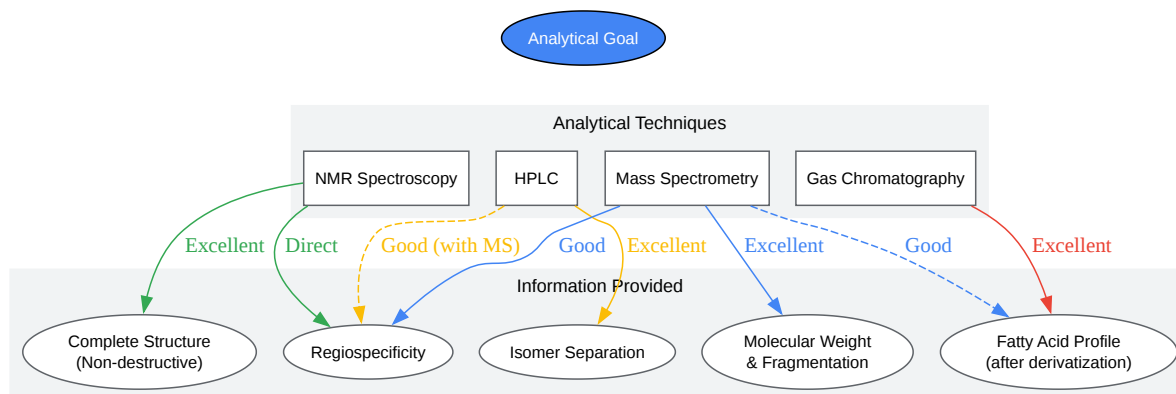 Analytical Goal
Analytical Techniques
NMR Spectroscopy
HPLC
Mass Spectrometry
Gas Chromatography
Excellent
Direct
Good (with MS)
Good
Excellent
Excellent
Good
Excellent
Information Provided
Complete Structure
(Non-destructive)
Regiospecificity
Isomer Separation
Molecular Weight
& Fragmentation
Fatty Acid Profile
(after derivatization)